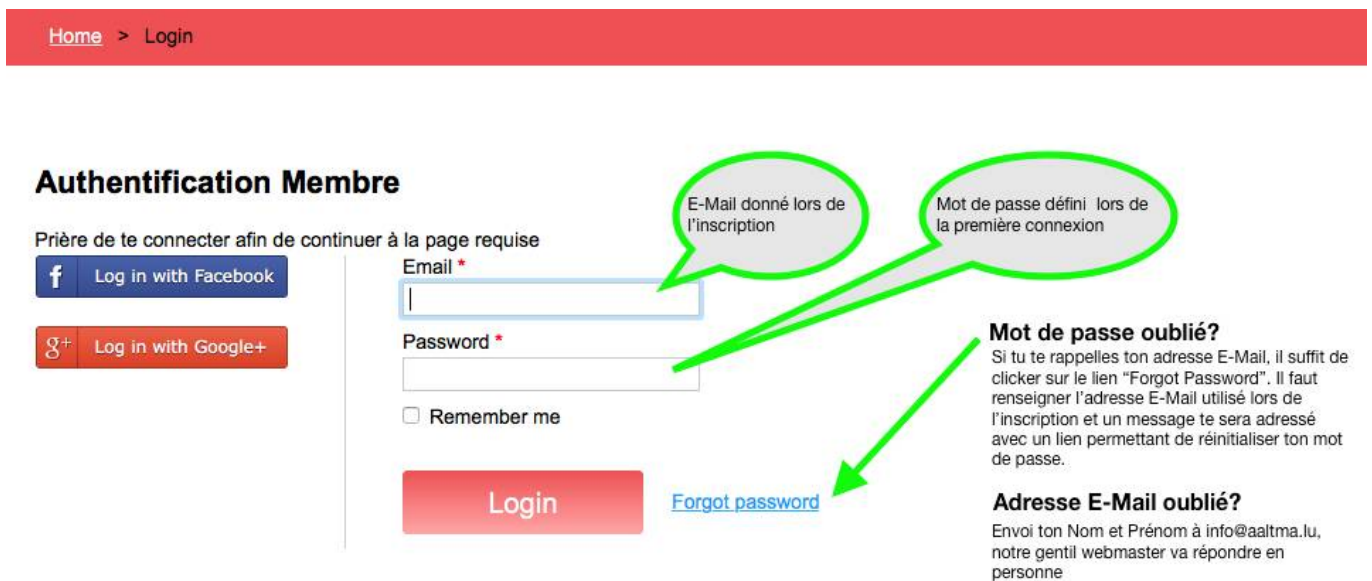 Home > Login
Authentification Membre
Prière de te connecter afin de continuer à la page requise
f Log in with Facebook
g+ Log in with Google+
Email *
Password *
Remember me
Login
Forgot password
E-Mail donné lors de
l'inscription
Mot de passe défini lors de
la première connexion
Mot de passe oublié?
Si tu te rappelles ton adresse E-Mail, il suffit de
clicker sur le lien “Forgot Password”. Il faut
renseigner l'adresse E-Mail utilisé lors de
l'inscription et un message te sera adressé
avec un lien permettant de réinitialiser ton mot
de passe.
Adresse E-Mail oublié?
Envoi ton Nom et Prénom à info@aaltma.lu,
notre gentil webmaster va répondre en
personne